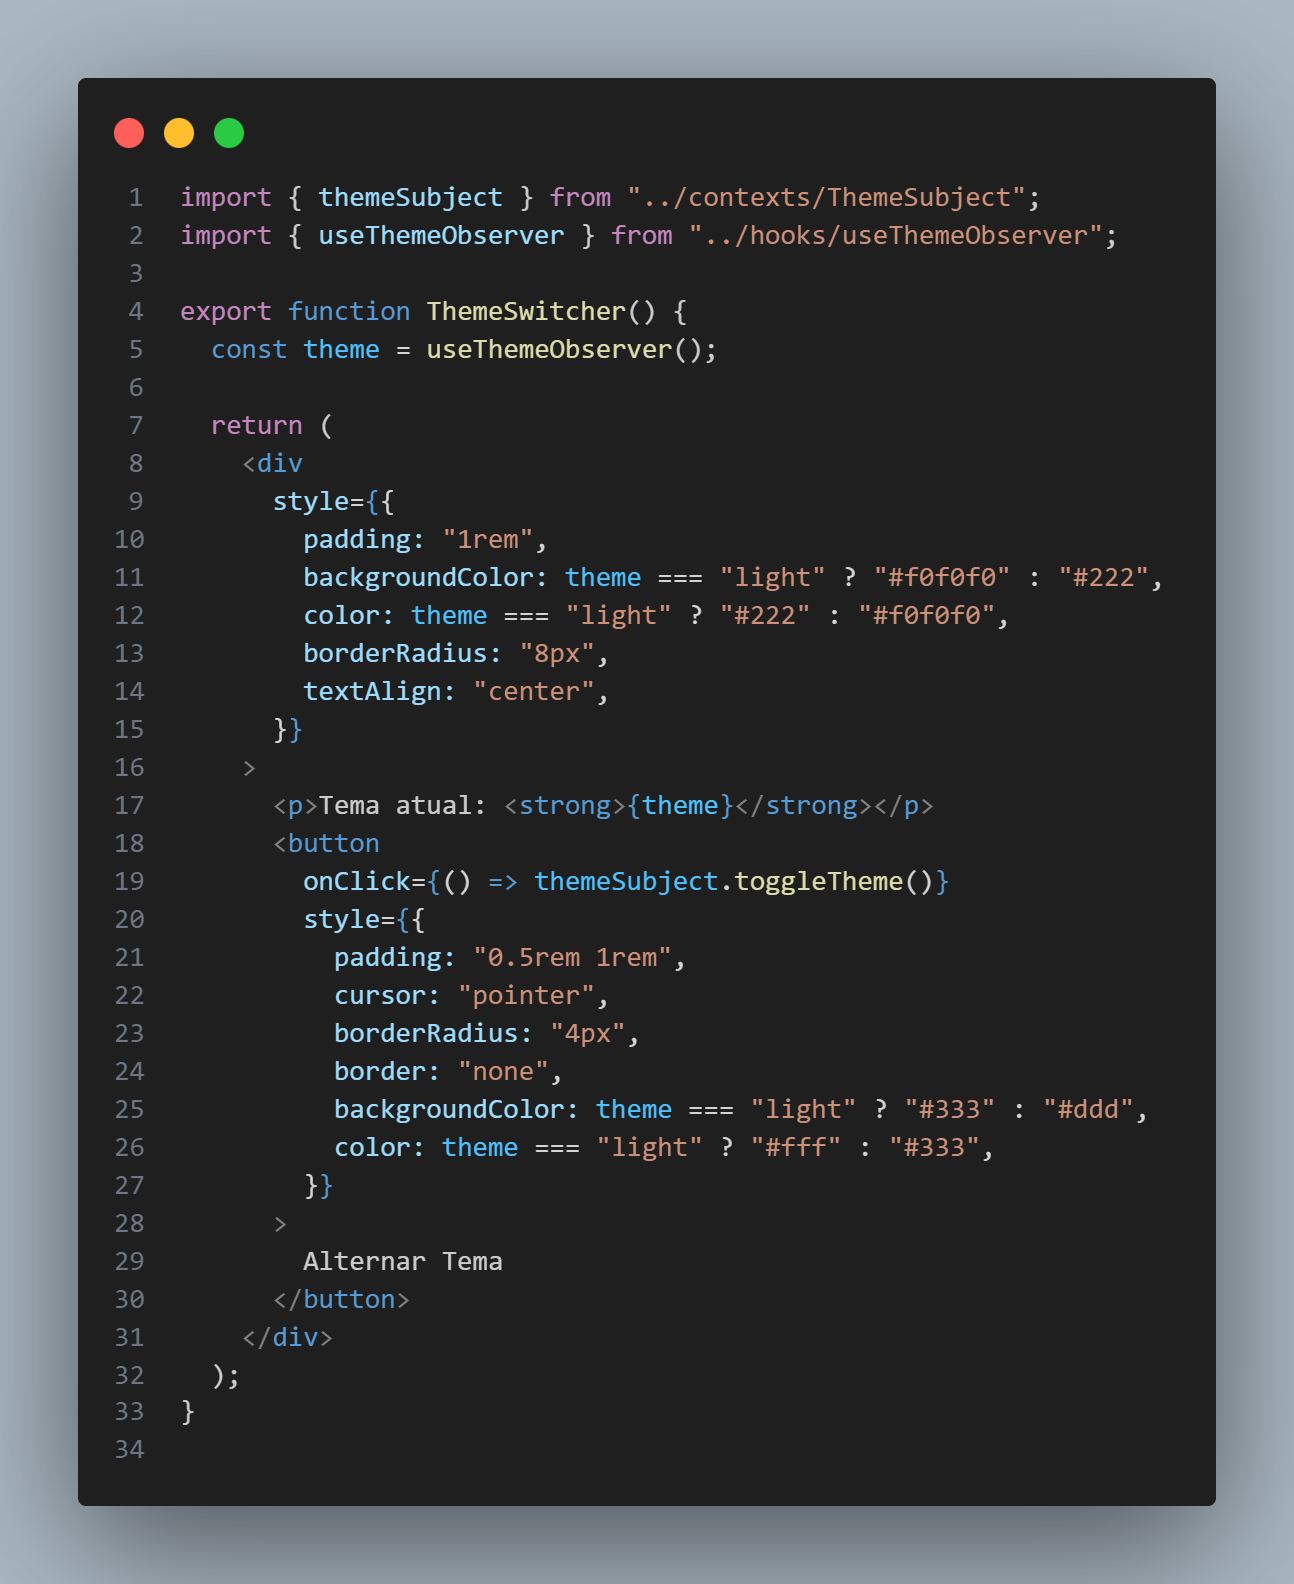 1 import { themeSubject } from "../contexts/ThemeSubject";
2 import { useThemeObserver } from "../hooks/useThemeObserver";
3
4 export function ThemeSwitcher() {
5   const theme = useThemeObserver();
6
7   return (
8     <div
9       style={{
10         padding: "1rem",
11         backgroundColor: theme === "light" ? "#f0f0f0" : "#222",
12         color: theme === "light" ? "#222" : "#f0f0f0",
13         borderRadius: "8px",
14         textAlign: "center",
15       }}
16     >
17       <p>Tema atual: <strong>{theme}</strong></p>
18       <button
19         onClick={() => themeSubject.toggleTheme()}
20         style={{
21           padding: "0.5rem 1rem",
22           cursor: "pointer",
23           borderRadius: "4px",
24           border: "none",
25           backgroundColor: theme === "light" ? "#333" : "#ddd",
26           color: theme === "light" ? "#fff" : "#333",
27         }}
28       >
29         Alternar Tema
30       </button>
31     </div>
32   );
33 }
34